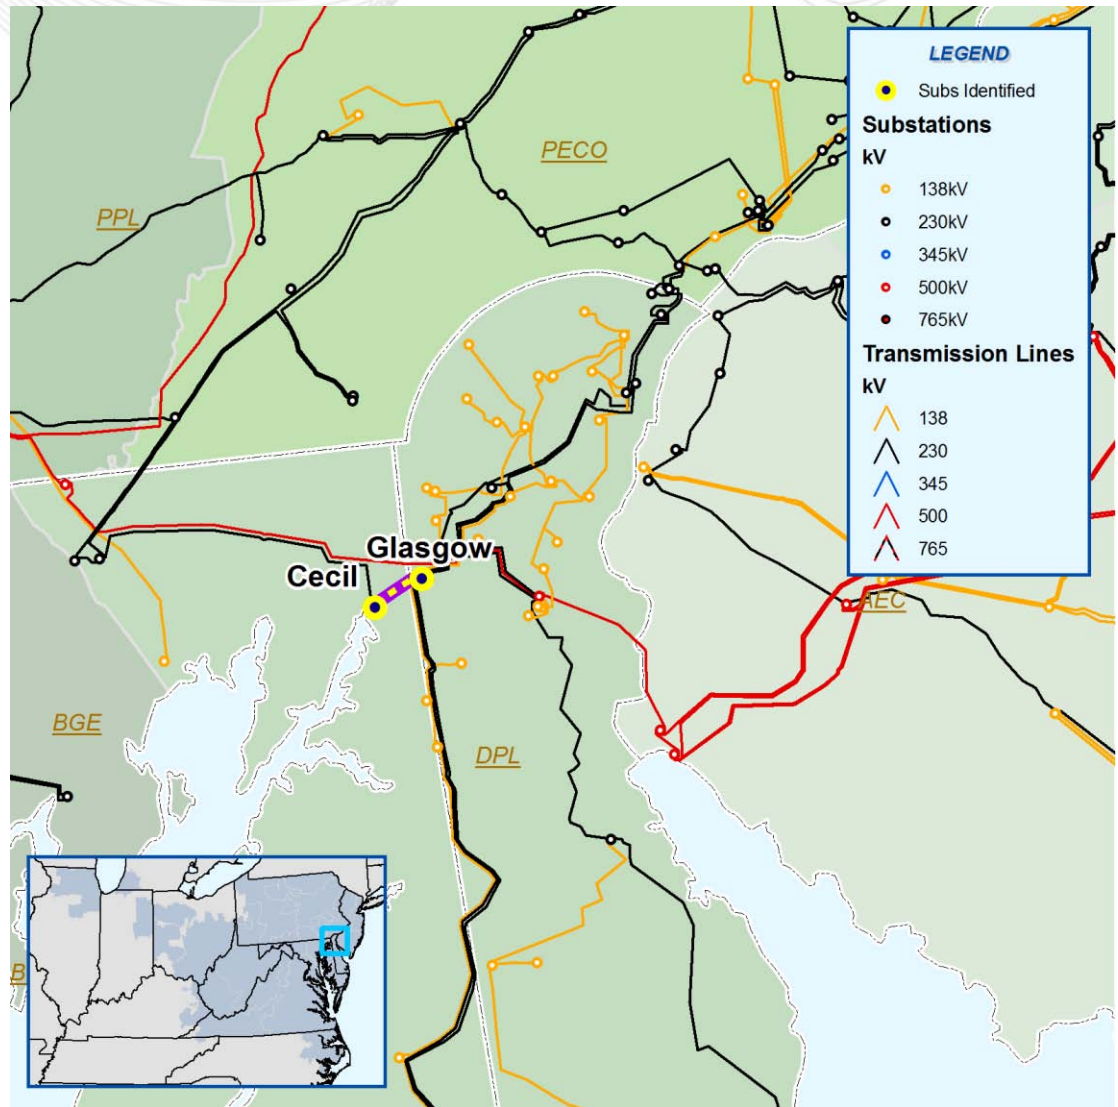 LEGEND
Subs Identified
Substations
kV
138kV
230kV
345kV
500kV
765kV
Transmission Lines
kV
138
230
345
500
765
PECO
PPL
Glasgow
Cecil
AEC
BGE
DPL
B